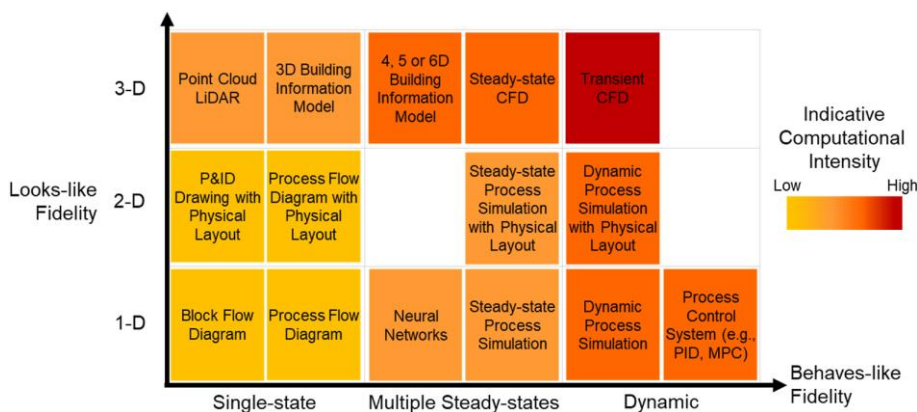 3-D
Point Cloud
LiDAR
3D Building
Information
Model
4, 5 or 6D
Building
Information
Model
Steady-state
CFD
Transient
CFD
Indicative
Computational
Intensity
Low
High
Looks-like
Fidelity
2-D
P&ID
Drawing with
Physical
Layout
Process Flow
Diagram with
Physical
Layout
Steady-state
Process
Simulation
with Physical
Layout
Dynamic
Process
Simulation
with Physical
Layout
1-D
Block Flow
Diagram
Process Flow
Diagram
Neural
Networks
Steady-state
Process
Simulation
Dynamic
Process
Simulation
Process
Control
System (e.g.,
PID, MPC)
Behaves-like
Fidelity
Single-state
Multiple Steady-states
Dynamic